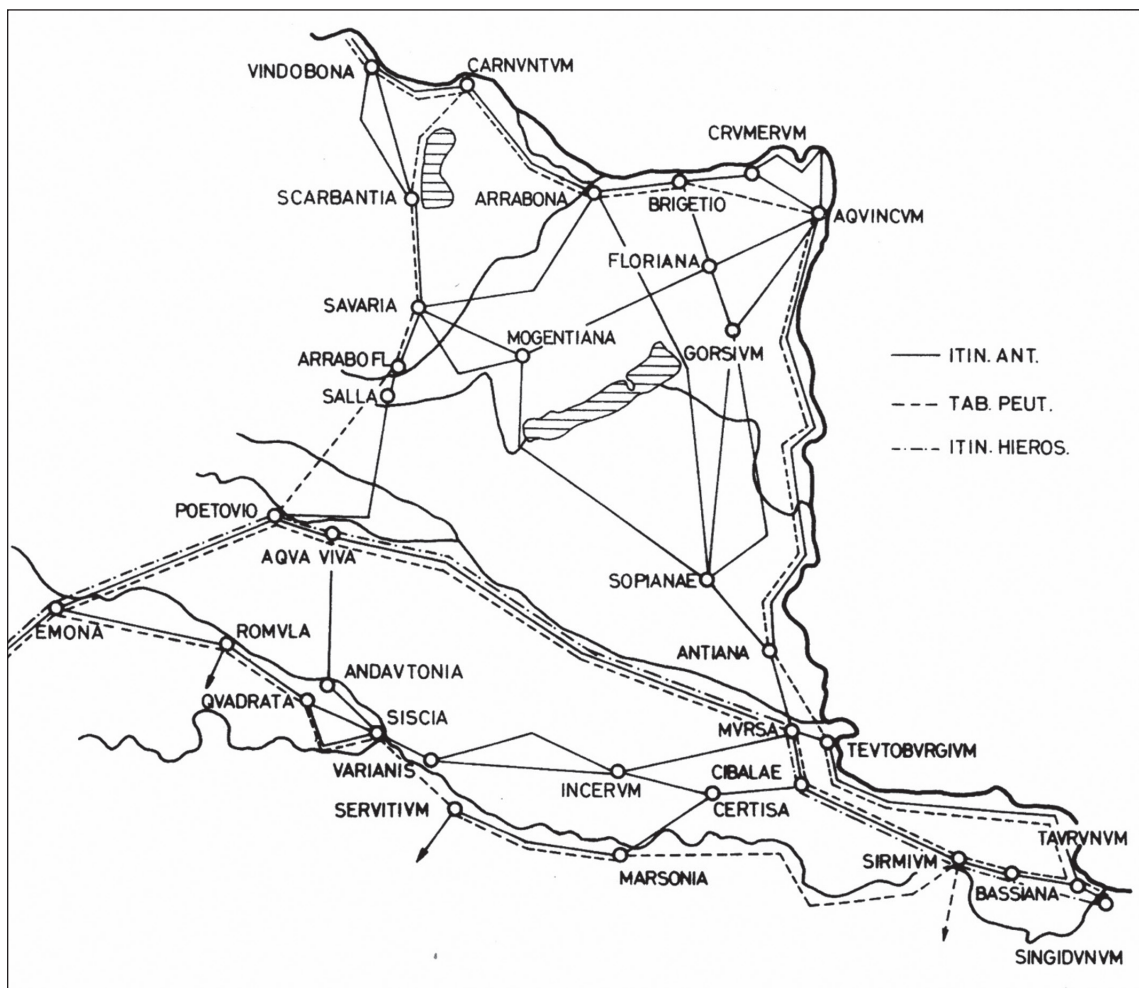 VINDOBONA
CARNVNTVM
CRVMERVM
SCARBANTIA
ARRABONA
BRIGETIO
AQVINCVM
FLORIANA
SAVARIA
MOGENTIANA
GORSIVM
ITIN. ANT.
ARRABO FL.
SALLA
TAB. PEUT.
ITIN. HIEROS.
POETOVIO
AQVA VIVA
SOPIANAE
EMONA
ROMVLA
ANTIANA
ANDAVTONIA
QVADRATA
SISCIA
MVRSA
TEVTOBVRGIVM
VARIANIS
INCERVM
CIBALAE
CERTISA
SERVITIVM
TAVRVNVM
MARSONIA
SIRMIVM
BASSIANA
SINGIDVNVM